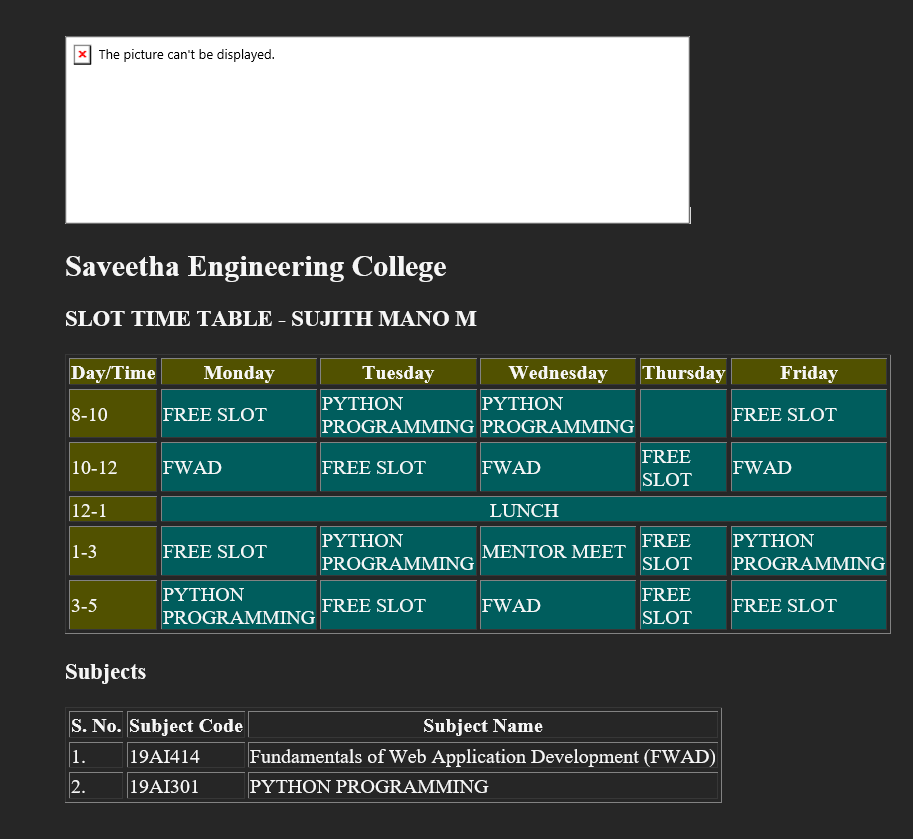 The picture can't be displayed.
Saveetha Engineering College
SLOT TIME TABLE - SUJITH MANO M
Day/Time Monday Tuesday Wednesday Thursday Friday
8-10 FREE SLOT PYTHON PROGRAMMING PYTHON PROGRAMMING FREE SLOT
10-12 FWAD FREE SLOT FWAD FREE SLOT FWAD
12-1 LUNCH
1-3 FREE SLOT PYTHON PROGRAMMING MENTOR MEET FREE SLOT PYTHON PROGRAMMING
3-5 PYTHON PROGRAMMING FREE SLOT FWAD FREE SLOT FREE SLOT
Subjects
S. No. Subject Code Subject Name
1. 19AI414 Fundamentals of Web Application Development (FWAD)
2. 19AI301 PYTHON PROGRAMMING